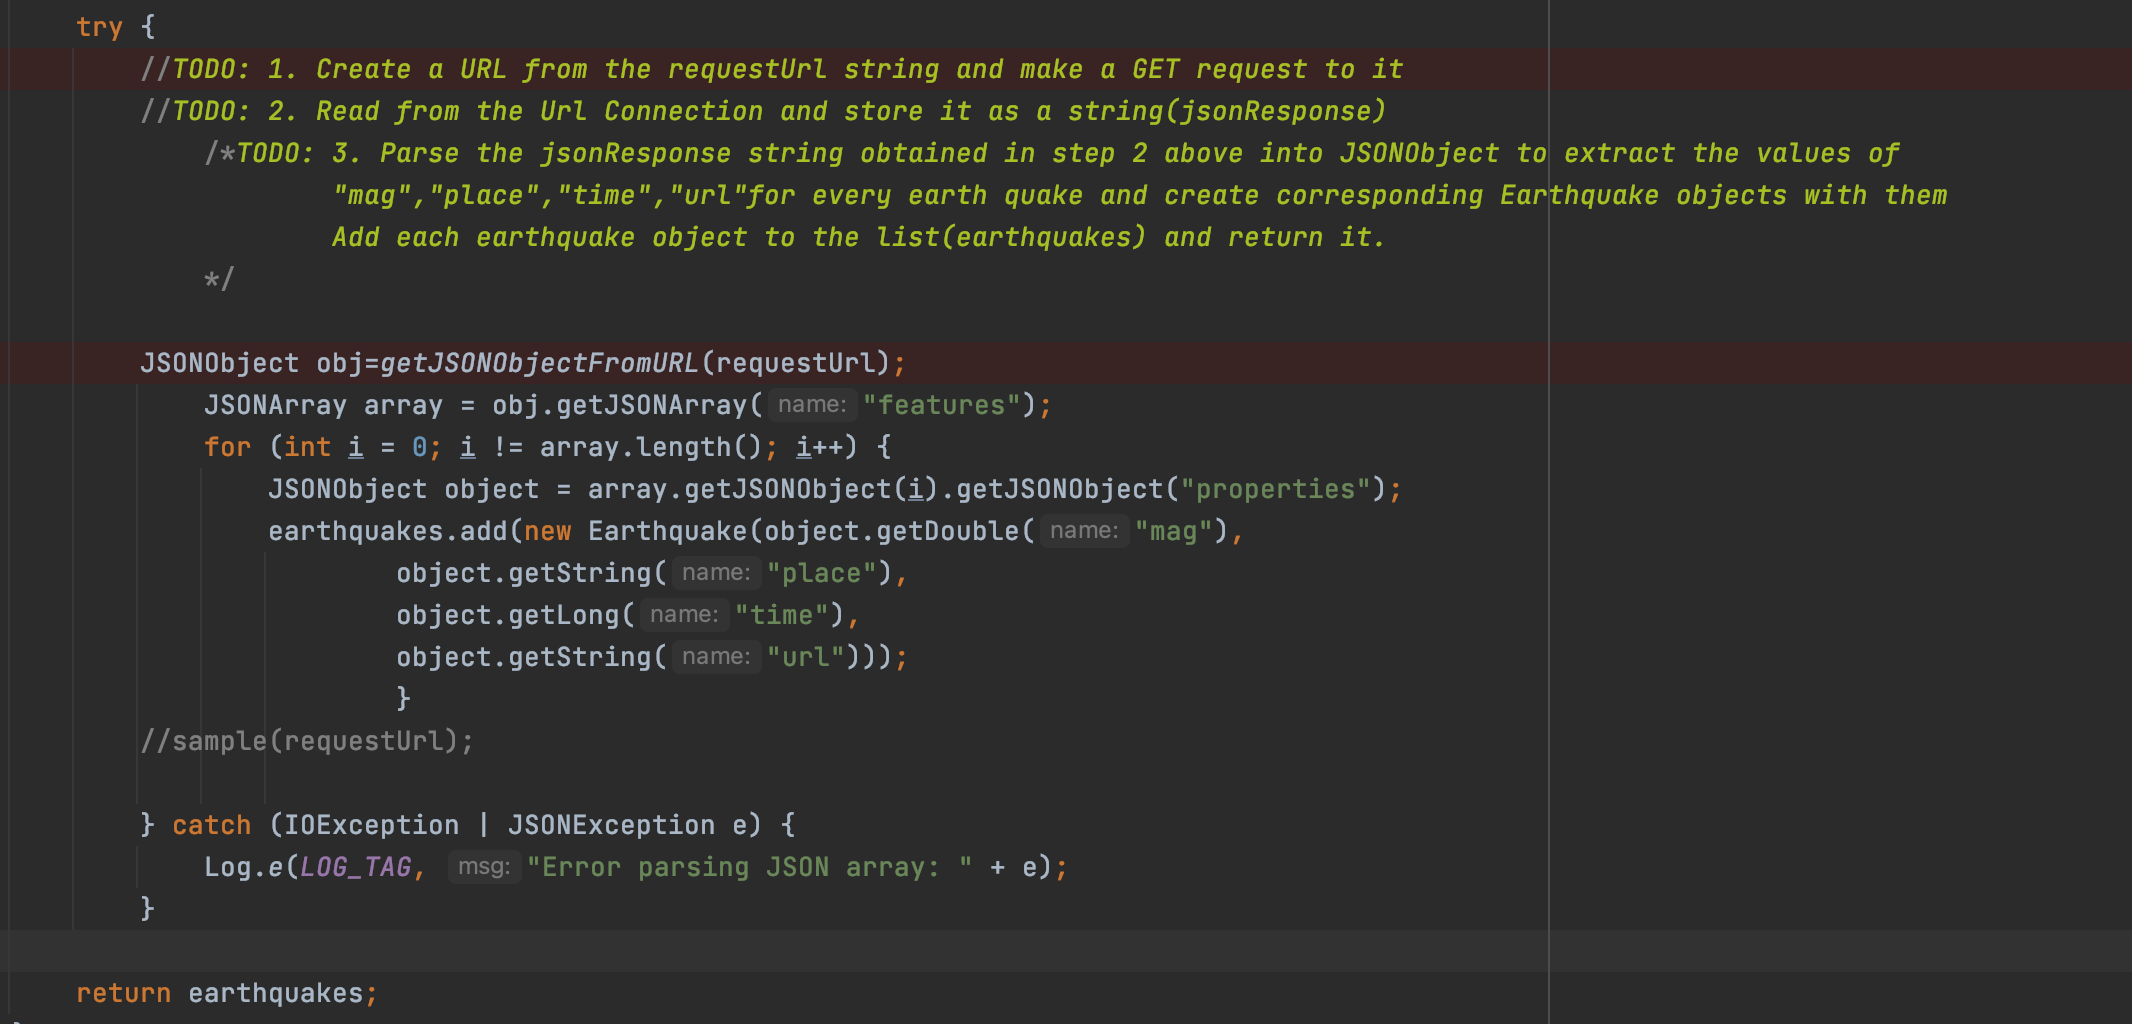 try {
//TODO: 1. Create a URL from the requestUrl string and make a GET request to it
//TODO: 2. Read from the Url Connection and store it as a string(jsonResponse)
/*TODO: 3. Parse the jsonResponse string obtained in step 2 above into JSONObject to extract the values of
"mag","place","time","url"for every earth quake and create corresponding Earthquake objects with them
Add each earthquake object to the list(earthquakes) and return it.
*/
JSONObject obj=getJSONObjectFromURL(requestUrl);
JSONArray array = obj.getJSONArray( name: "features");
for (int i = 0; i != array.length(); i++) {
JSONObject object = array.getJSONObject(i).getJSONObject("properties");
earthquakes.add(new Earthquake(object.getDouble( name: "mag"),
object.getString( name: "place"),
object.getLong( name: "time"),
object.getString( name: "url")));
}
//sample(requestUrl);
} catch (IOException | JSONException e) {
Log.e(LOG_TAG, msg: "Error parsing JSON array: " + e);
}
return earthquakes;